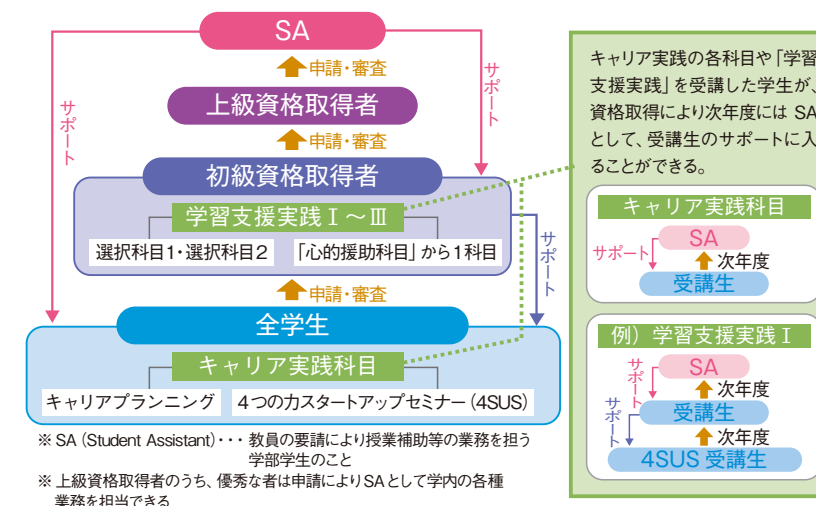 SA
申請・審査
サポート
サポート
上級資格取得者
申請・審査
初級資格取得者
学習支援実践Ⅰ～Ⅲ
選択科目1・選択科目2
「心的援助科目」から1科目
サポート
申請・審査
全学生
キャリア実践科目
キャリアプランニング
4つの力スタートアップセミナー（4SUS）
※ SA（Student Assistant）・・・ 教員の要請により授業補助等の業務を担う
学部学生のこと
※ 上級資格取得者のうち、優秀な者は申請によりSAとして学内の各種
業務を担当できる
キャリア実践の各科目や「学習
支援実践」を受講した学生が、
資格取得により次年度には SA
として、受講生のサポートに入
ることができる。
キャリア実践科目
SA
サポート
次年度
受講生
例）学習支援実践Ⅰ
SA
サポート
次年度
受講生
サポート
次年度
4SUS 受講生